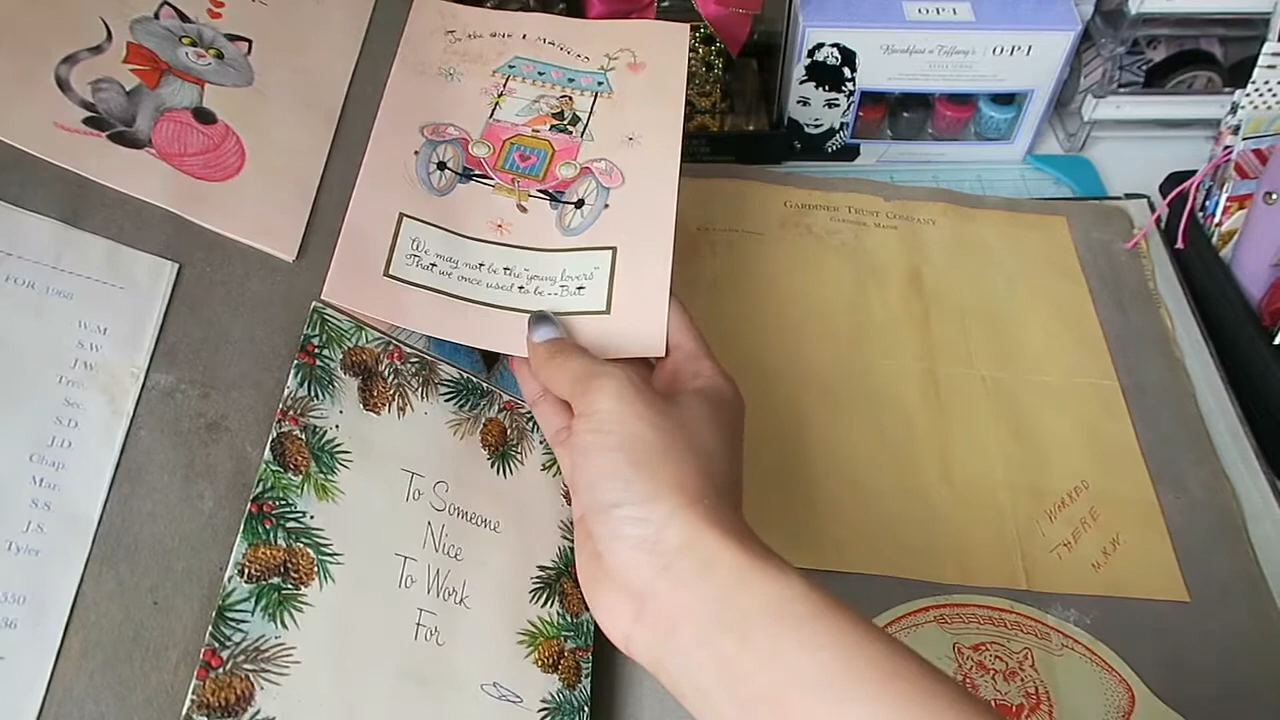 To the ONE I MARRIED
We may not be the "young lovers"
That we once used to be--But
O·P·I
Breakfast at Tiffany's | O·P·I
GARDINER TRUST COMPANY
GARDINER, MAINE
FOR 1968
W.M
S.W
J.W.
Tre
Sec.
S.D.
J.D
Chap.
Mar.
S.S.
J.S.
Tyler
550
36
To Someone
Nice
To Work
For
I WORKED
THERE
M.K.W.